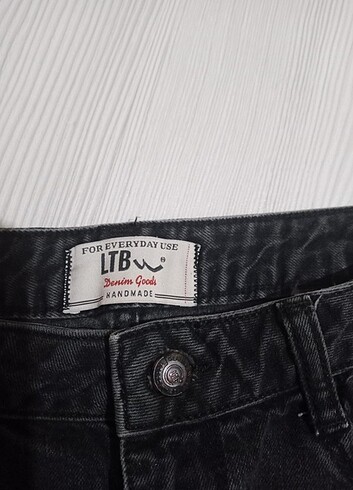 FOR EVERYDAY USE
LTB ®
Denim Goods
HANDMADE